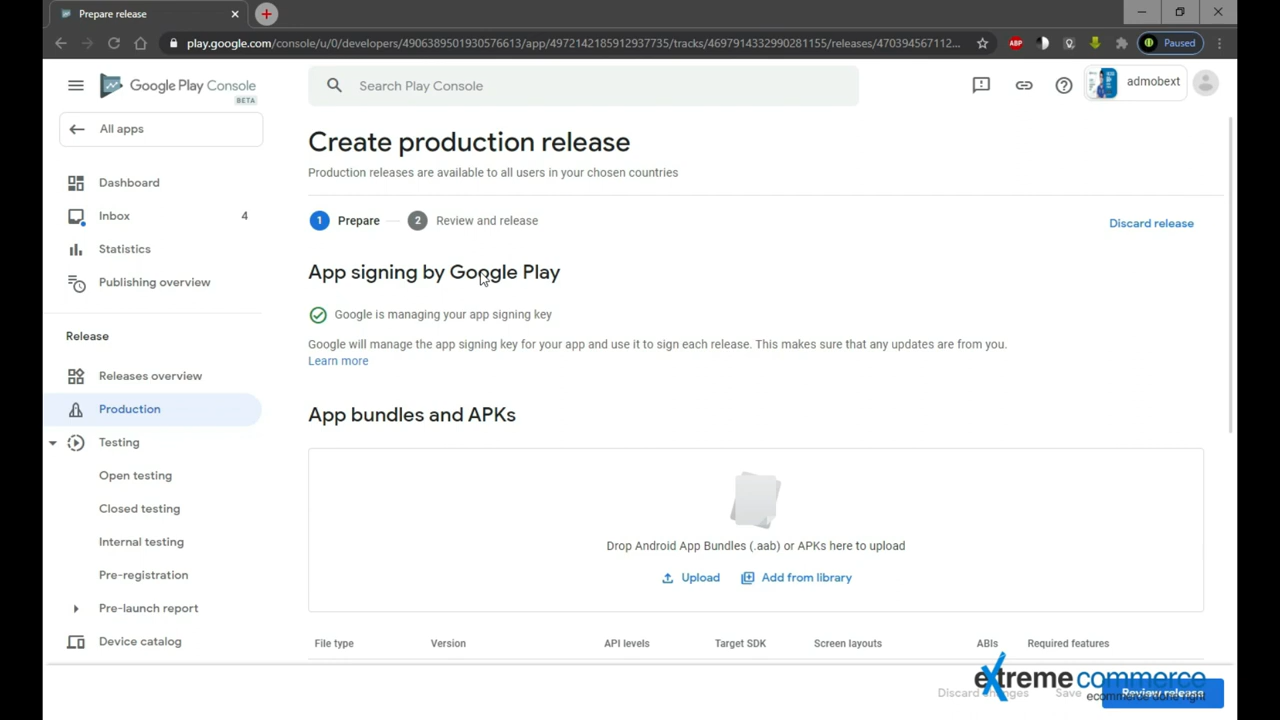 Prepare release
play.google.com/console/u/0/developers/4906389501930576613/app/4972142185912937735/tracks/4697914332990281155/releases/470394567112...
ABP
Paused
Google Play Console
BETA
Search Play Console
admobext
All apps
Dashboard
Inbox
4
Statistics
Publishing overview
Release
Releases overview
Production
Testing
Open testing
Closed testing
Internal testing
Pre-registration
Pre-launch report
Device catalog
Create production release
Production releases are available to all users in your chosen countries
1 Prepare
2 Review and release
Discard release
App signing by Google Play
Google is managing your app signing key
Google will manage the app signing key for your app and use it to sign each release. This makes sure that any updates are from you.
Learn more
App bundles and APKs
Drop Android App Bundles (.aab) or APKs here to upload
Upload
Add from library
File type Version API levels Target SDK Screen layouts ABIs Required features
Discard changes
Save
Review release
extreme commerce
ecommerce done right